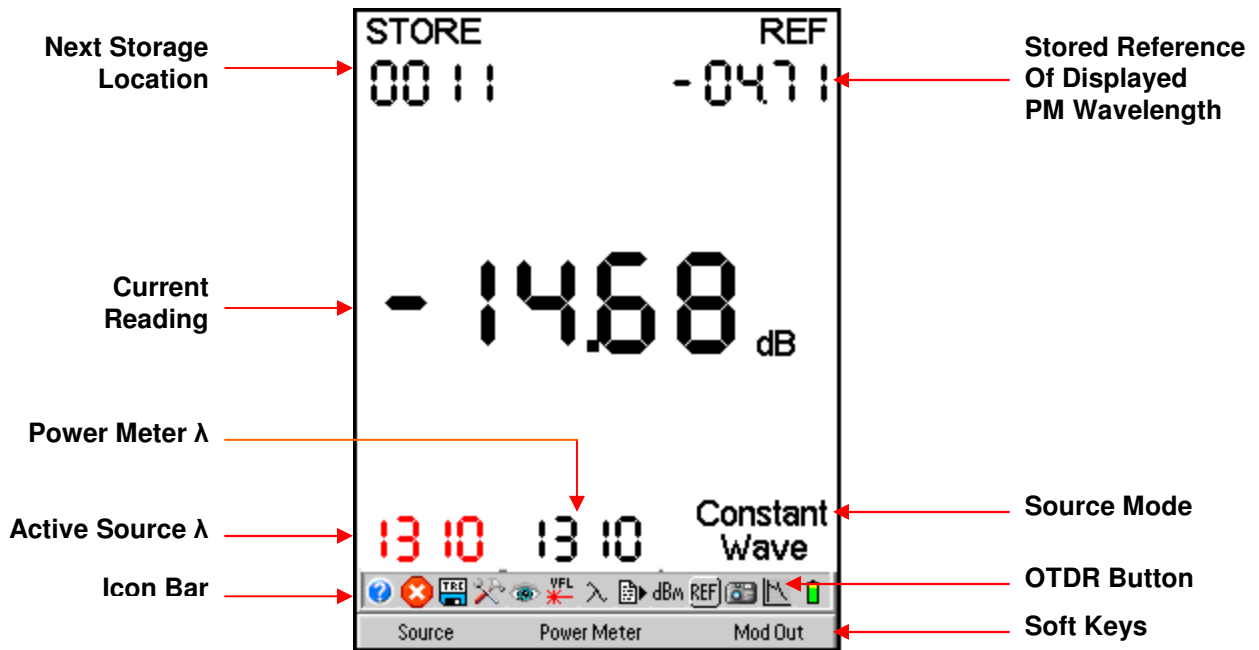 STORE
REF
Next Storage
Location
0011
-04.71
Stored Reference
Of Displayed
PM Wavelength
Current
Reading
-14.68 dB
Power Meter λ
Active Source λ
1310
1310
Constant
Wave
Source Mode
Icon Bar
TRC
VFL
λ
dBm
REF
OTDR Button
Source
Power Meter
Mod Out
Soft Keys